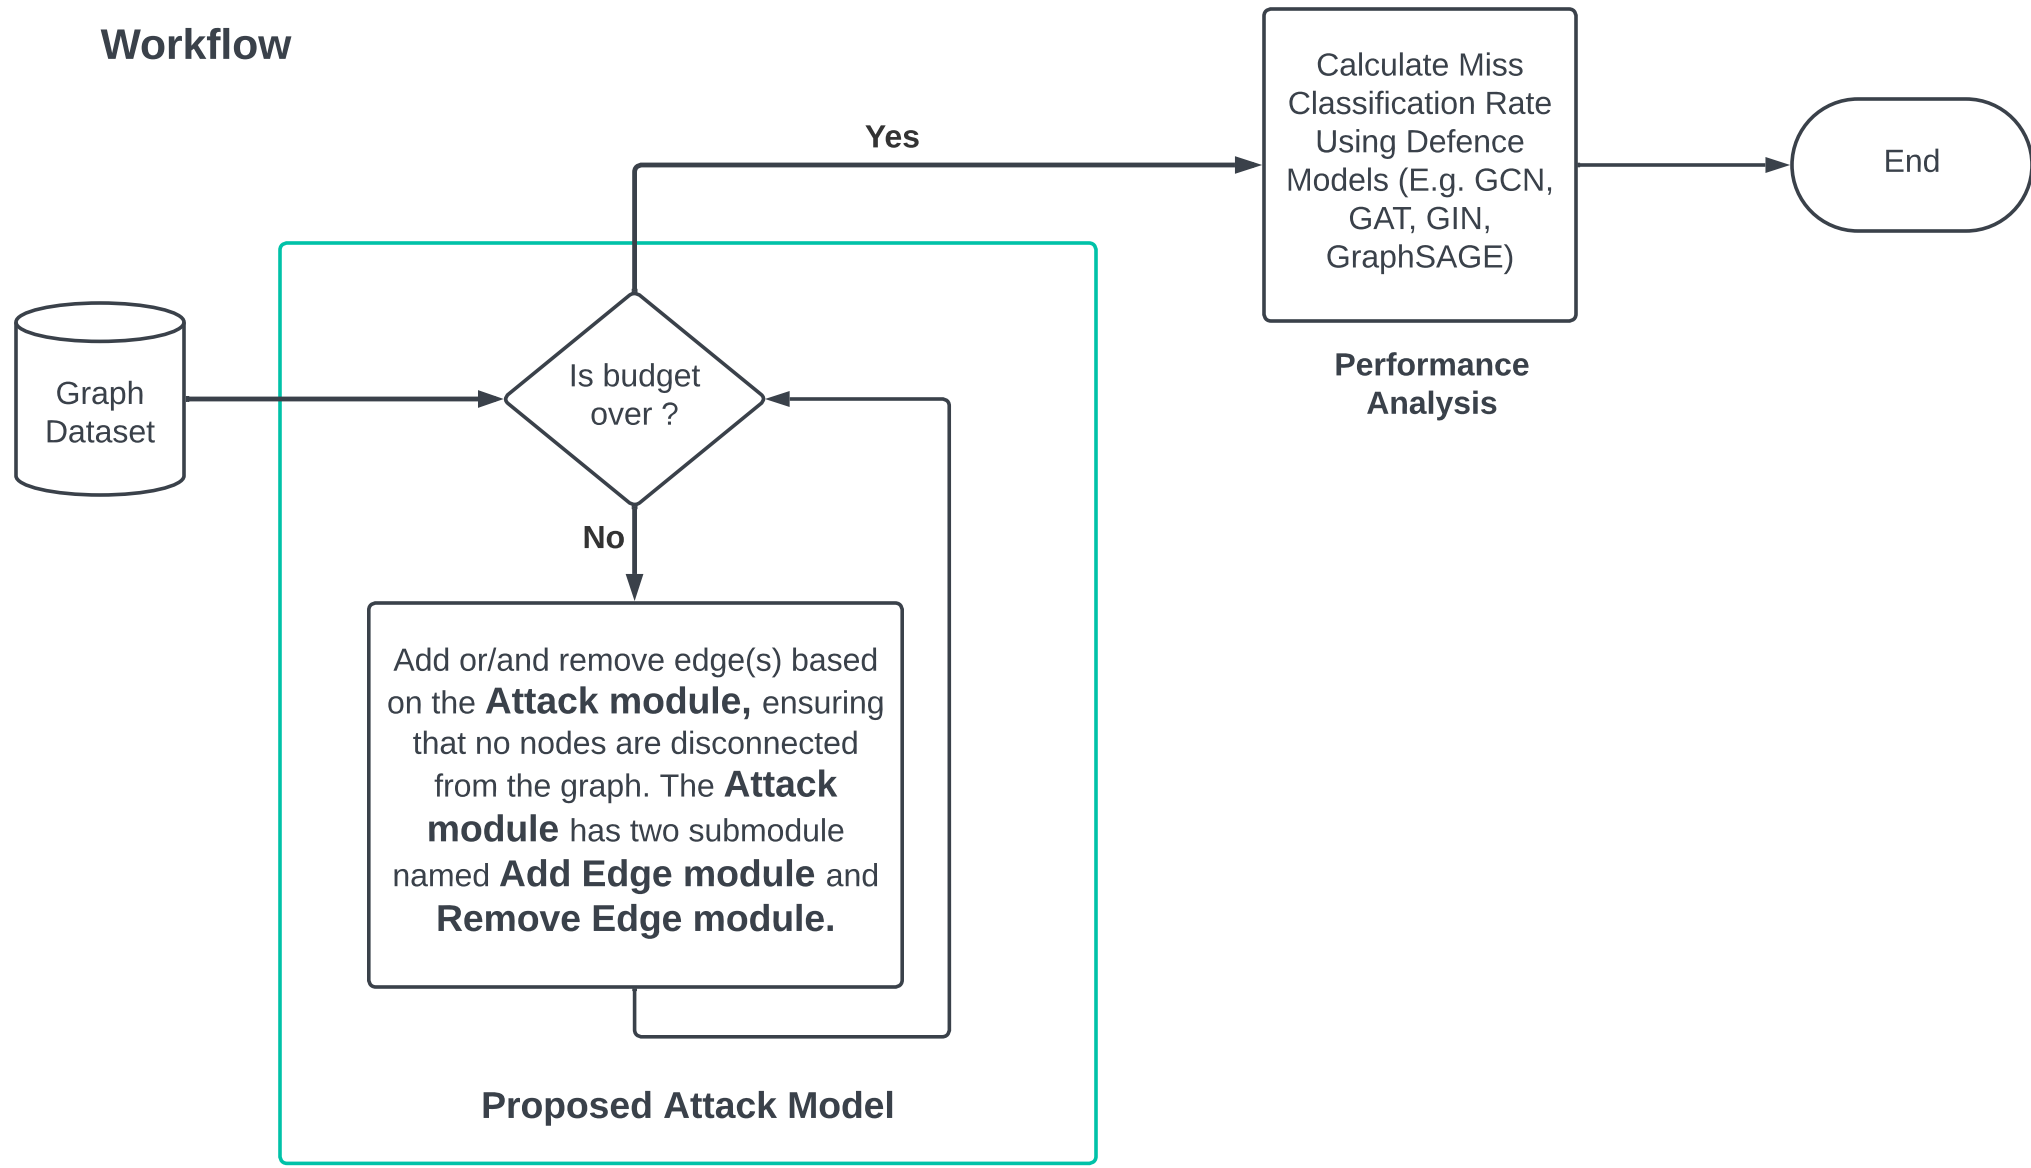 Workflow
Yes
Calculate Miss
Classification Rate
Using Defence
Models (E.g. GCN,
GAT, GIN,
GraphSAGE)
End
Performance
Analysis
Graph
Dataset
Is budget
over ?
No
Add or/and remove edge(s) based
on the Attack module, ensuring
that no nodes are disconnected
from the graph. The Attack
module has two submodule
named Add Edge module and
Remove Edge module.
Proposed Attack Model